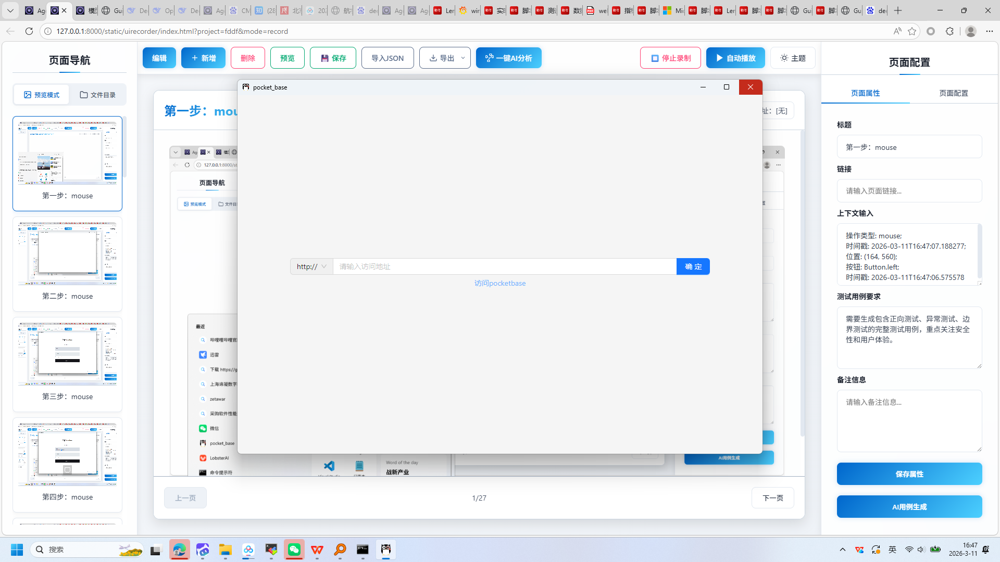 127.0.0.1:8000/static/uirecorder/index.html?project=fddf&mode=record
页面导航
预览模式
文件目录
第一步：mouse
第二步：mouse
第三步：mouse
第四步：mouse
编辑
新增
删除
预览
保存
导入JSON
导出
一键AI分析
停止录制
自动播放
主题
第一步：mou
址：[无]
pocket_base
http://
请输入访问地址
确 定
访问pocketbase
127.0.0.1:8000/st
页面导航
预览模式
文件目
最近
哔哩哔哩官
迅雷
下载 https://g
上海谛凝数字
zetawar
采购软件性能
微信
pocket_base
LobsterAI
命令提示符
Word of the day
战新产业
AI用例生成
上一页
1/27
下一页
页面配置
页面属性
页面配置
标题
第一步：mouse
链接
请输入页面链接...
上下文输入
操作类型: mouse;
时间戳: 2026-03-11T16:47:07.188277;
位置: (164, 560);
按钮: Button.left;
时间戳: 2026-03-11T16:47:06.575578
测试用例要求
需要生成包含正向测试、异常测试、边
界测试的完整测试用例，重点关注安全
性和用户体验。
备注信息
请输入备注信息...
保存属性
AI用例生成
搜索
英
16:47
2026-3-11